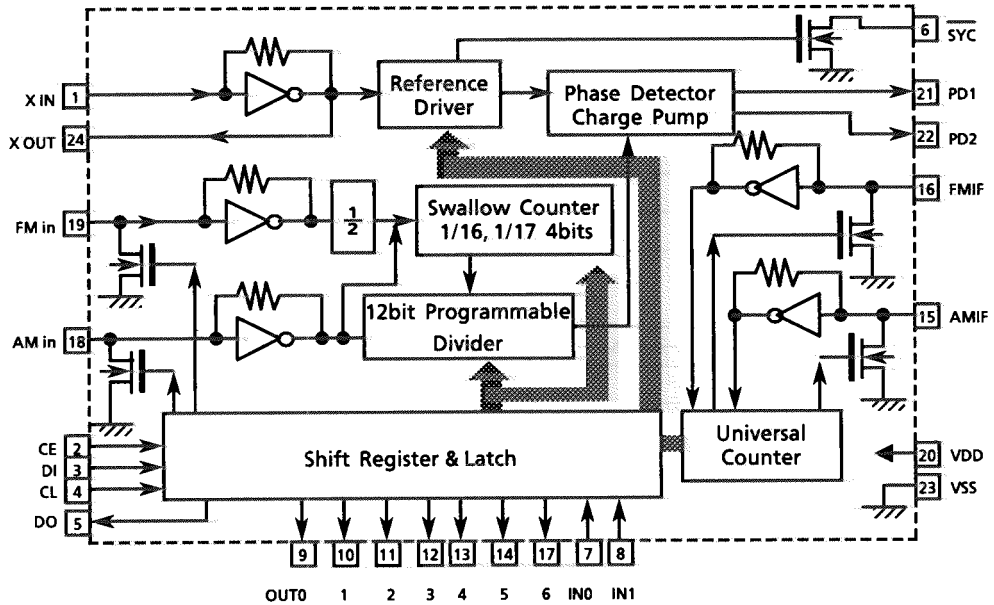 6 SYC
X IN 1
Reference Driver
Phase Detector Charge Pump
21 PD1
X OUT 24
22 PD2
16 FMIF
FM in 19
1/2
Swallow Counter
1/16, 1/17 4bits
15 AMIF
AM in 18
12bit Programmable Divider
CE 2
DI 3
CL 4
DO 5
Shift Register & Latch
Universal Counter
20 VDD
23 VSS
9 10 11 12 13 14 17 7 8
OUT0 1 2 3 4 5 6 IN0 IN1